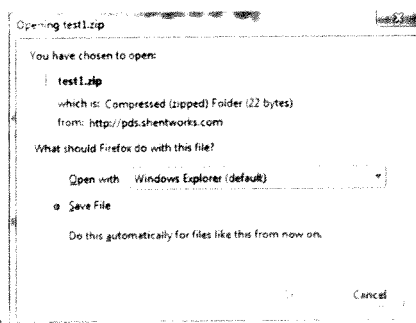 Opening test1.zip
You have chosen to open:
test1.zip
which is: Compressed (zipped) Folder (22 bytes)
from: http://pds.shentworks.com
What should Firefox do with this file?
Open with Windows Explorer (default)
Save File
Do this automatically for files like this from now on.
Cancel